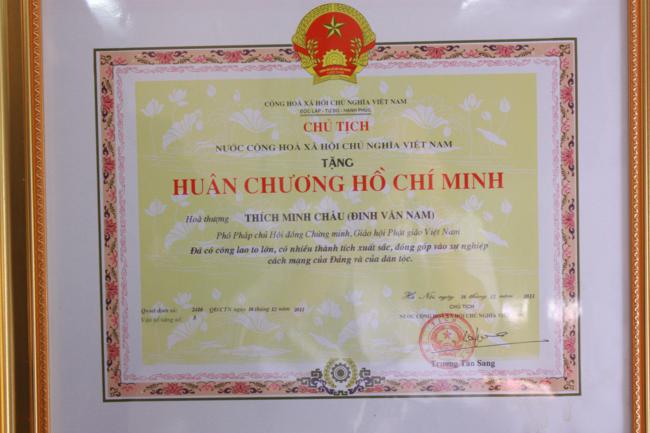 CỘNG HOÀ XÃ HỘI CHỦ NGHĨA VIỆT NAM
ĐỘC LẬP - TỰ DO - HẠNH PHÚC
CHỦ TỊCH
NƯỚC CỘNG HOÀ XÃ HỘI CHỦ NGHĨA VIỆT NAM
TẶNG
HUÂN CHƯƠNG HỒ CHÍ MINH
Hoà thượng THÍCH MINH CHÂU (ĐINH VĂN NAM)
Phó Pháp chủ Hội đồng Chứng minh, Giáo hội Phật giáo Việt Nam
Đã có công lao to lớn, có nhiều thành tích xuất sắc, đóng góp vào sự nghiệp
cách mạng của Đảng và của dân tộc.
Hà Nội, ngày 16 tháng 12 năm 2011
Quyết định số: QĐ/CTN ngày 16 tháng 12 năm 2011
CHỦ TỊCH
Vào sổ vàng số: 5
NƯỚC CỘNG HOÀ XÃ HỘI CHỦ NGHĨA VIỆT
Trương Tấn Sang